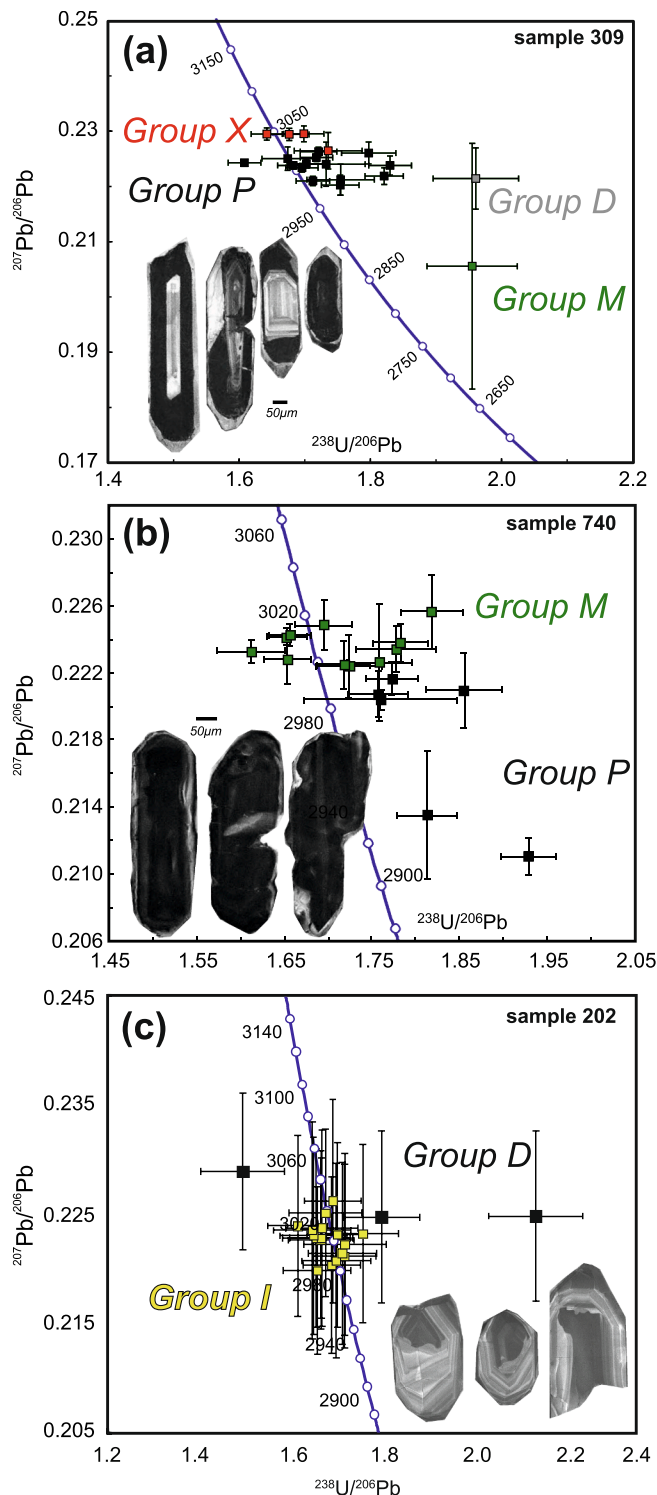 0.25
(a)
sample 309
3150
0.23
Group X
3050
Group P
Group D
2950
0.21
2850
Group M
0.19
2750
2650
50µm
238U/206Pb
0.17
1.4
1.6
1.8
2.0
2.2
207Pb/206Pb
0.230
(b)
sample 740
3060
0.226
3020
Group M
0.222
50µm
2980
0.218
Group P
0.214
2940
0.210
2900
238U/206Pb
0.206
1.45
1.55
1.65
1.75
1.85
1.95
2.05
207Pb/206Pb
0.245
(c)
sample 202
3140
0.235
3100
3060
Group D
0.225
3020
2980
Group I
0.215
2940
2900
0.205
1.2
1.4
1.6
1.8
2.0
2.2
2.4
238U/206Pb
207Pb/206Pb